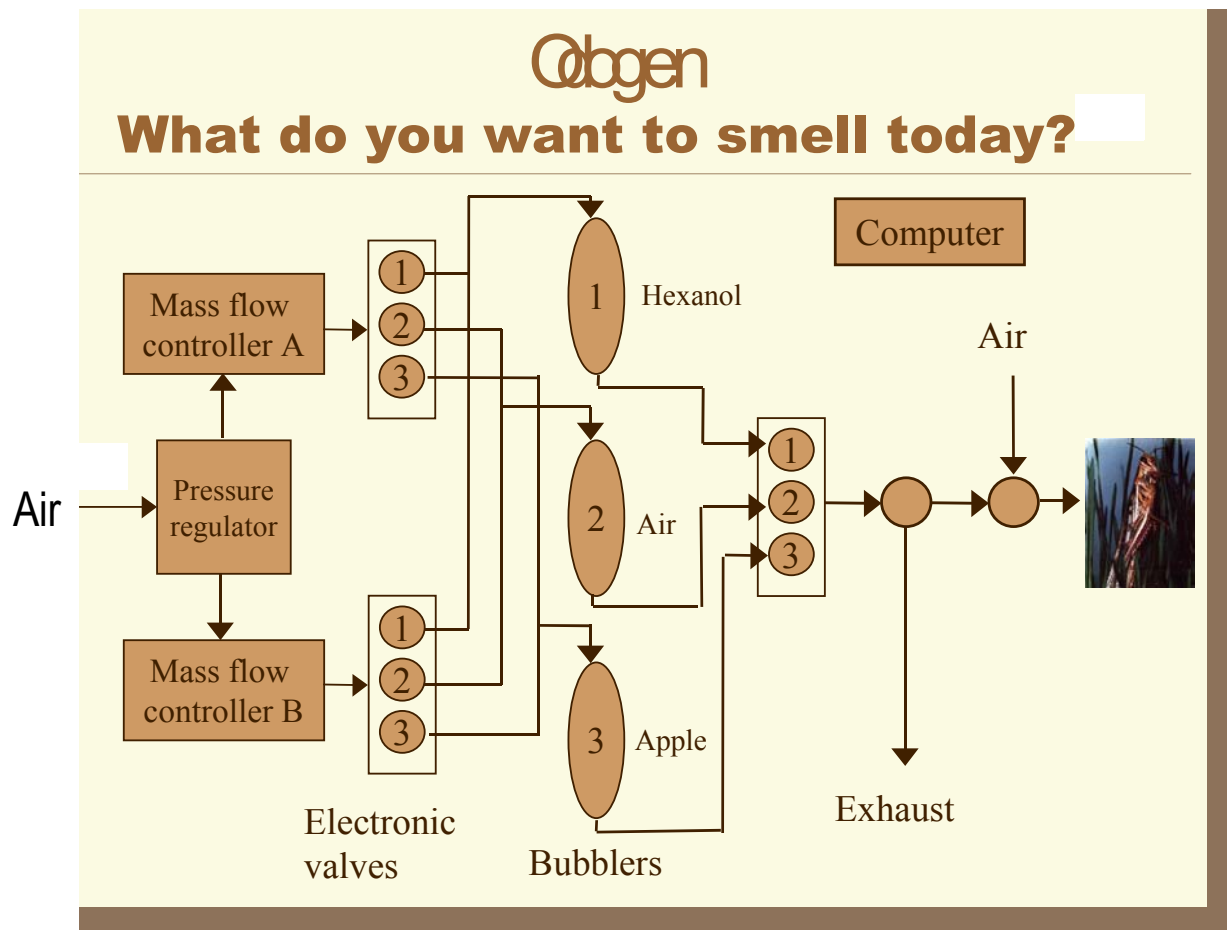 Odogen
What do you want to smell today?
Computer
1
2
3
1
Hexanol
Mass flow
controller A
Air
Air
Pressure
regulator
2
Air
1
2
3
Mass flow
controller B
1
2
3
3
Apple
Electronic
valves
Bubblers
Exhaust